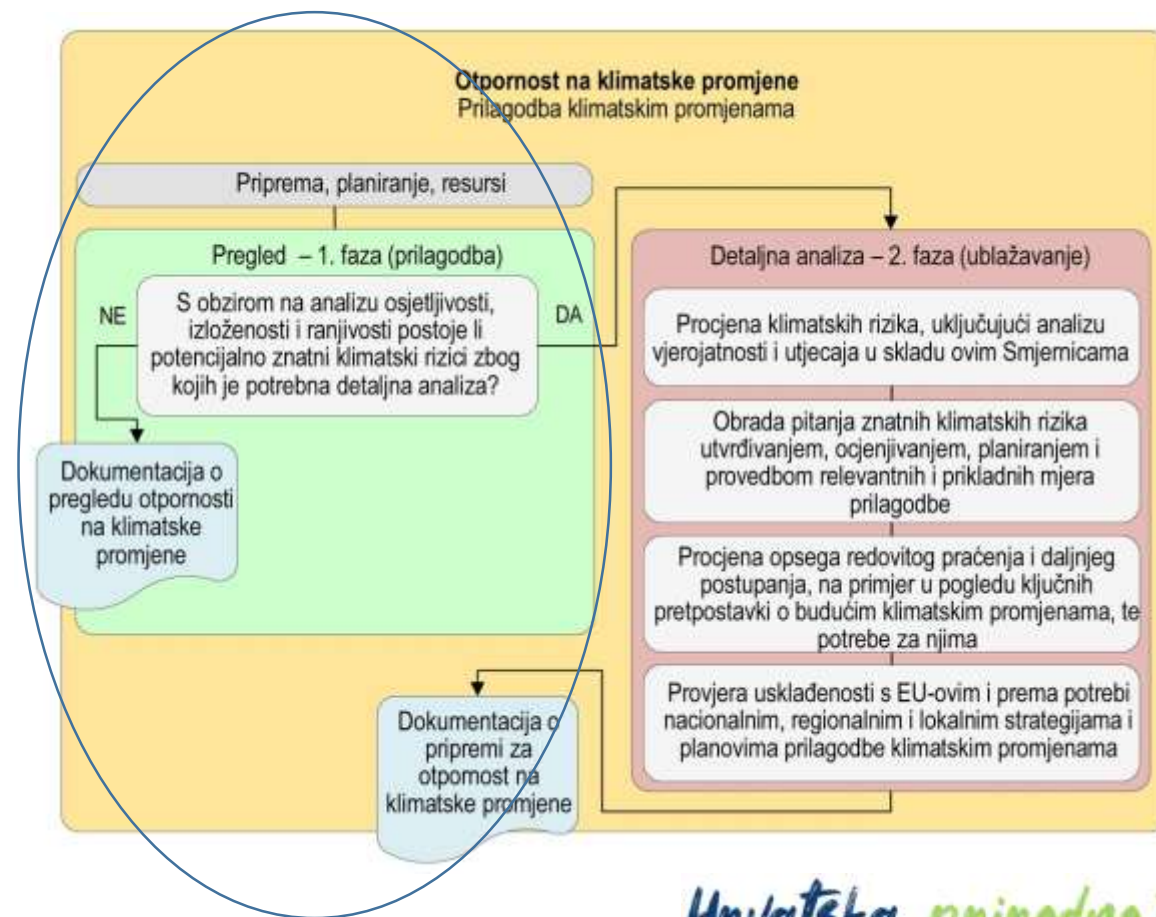 Otpornost na klimatske promjene
Prilagodba klimatskim promjenama
Priprema, planiranje, resursi
Pregled – 1. faza (prilagodba)
NE
S obzirom na analizu osjetljivosti,
izloženosti i ranjivosti postoje li
potencijalno znatni klimatski rizici zbog
kojih je potrebna detaljna analiza?
DA
Dokumentacija o
pregledu otpornosti
na klimatske
promjene
Detaljna analiza – 2. faza (ublažavanje)
Procjena klimatskih rizika, uključujući analizu
vjerojatnosti i utjecaja u skladu ovim Smjernicama
Obrada pitanja znatnih klimatskih rizika
utvrđivanjem, ocjenjivanjem, planiranjem i
provedbom relevantnih i prikladnih mjera
prilagodbe
Procjena opsega redovitog praćenja i daljnjeg
postupanja, na primjer u pogledu ključnih
pretpostavki o budućim klimatskim promjenama, te
potrebe za njima
Provjera usklađenosti s EU-ovim i prema potrebi
nacionalnim, regionalnim i lokalnim strategijama i
planovima prilagodbe klimatskim promjenama
Dokumentacija o
pripremi za
otpornost na
klimatske promjene
Hrvatska